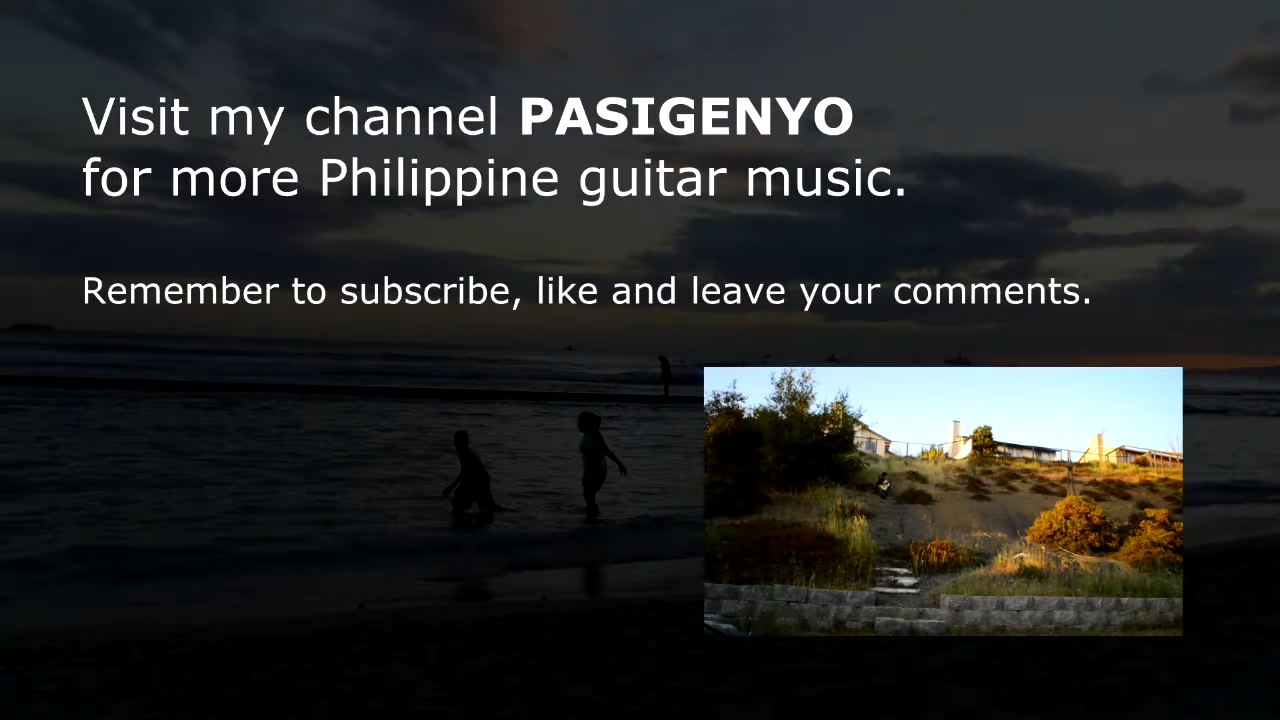 Visit my channel PASIGENYO
for more Philippine guitar music.
Remember to subscribe, like and leave your comments.